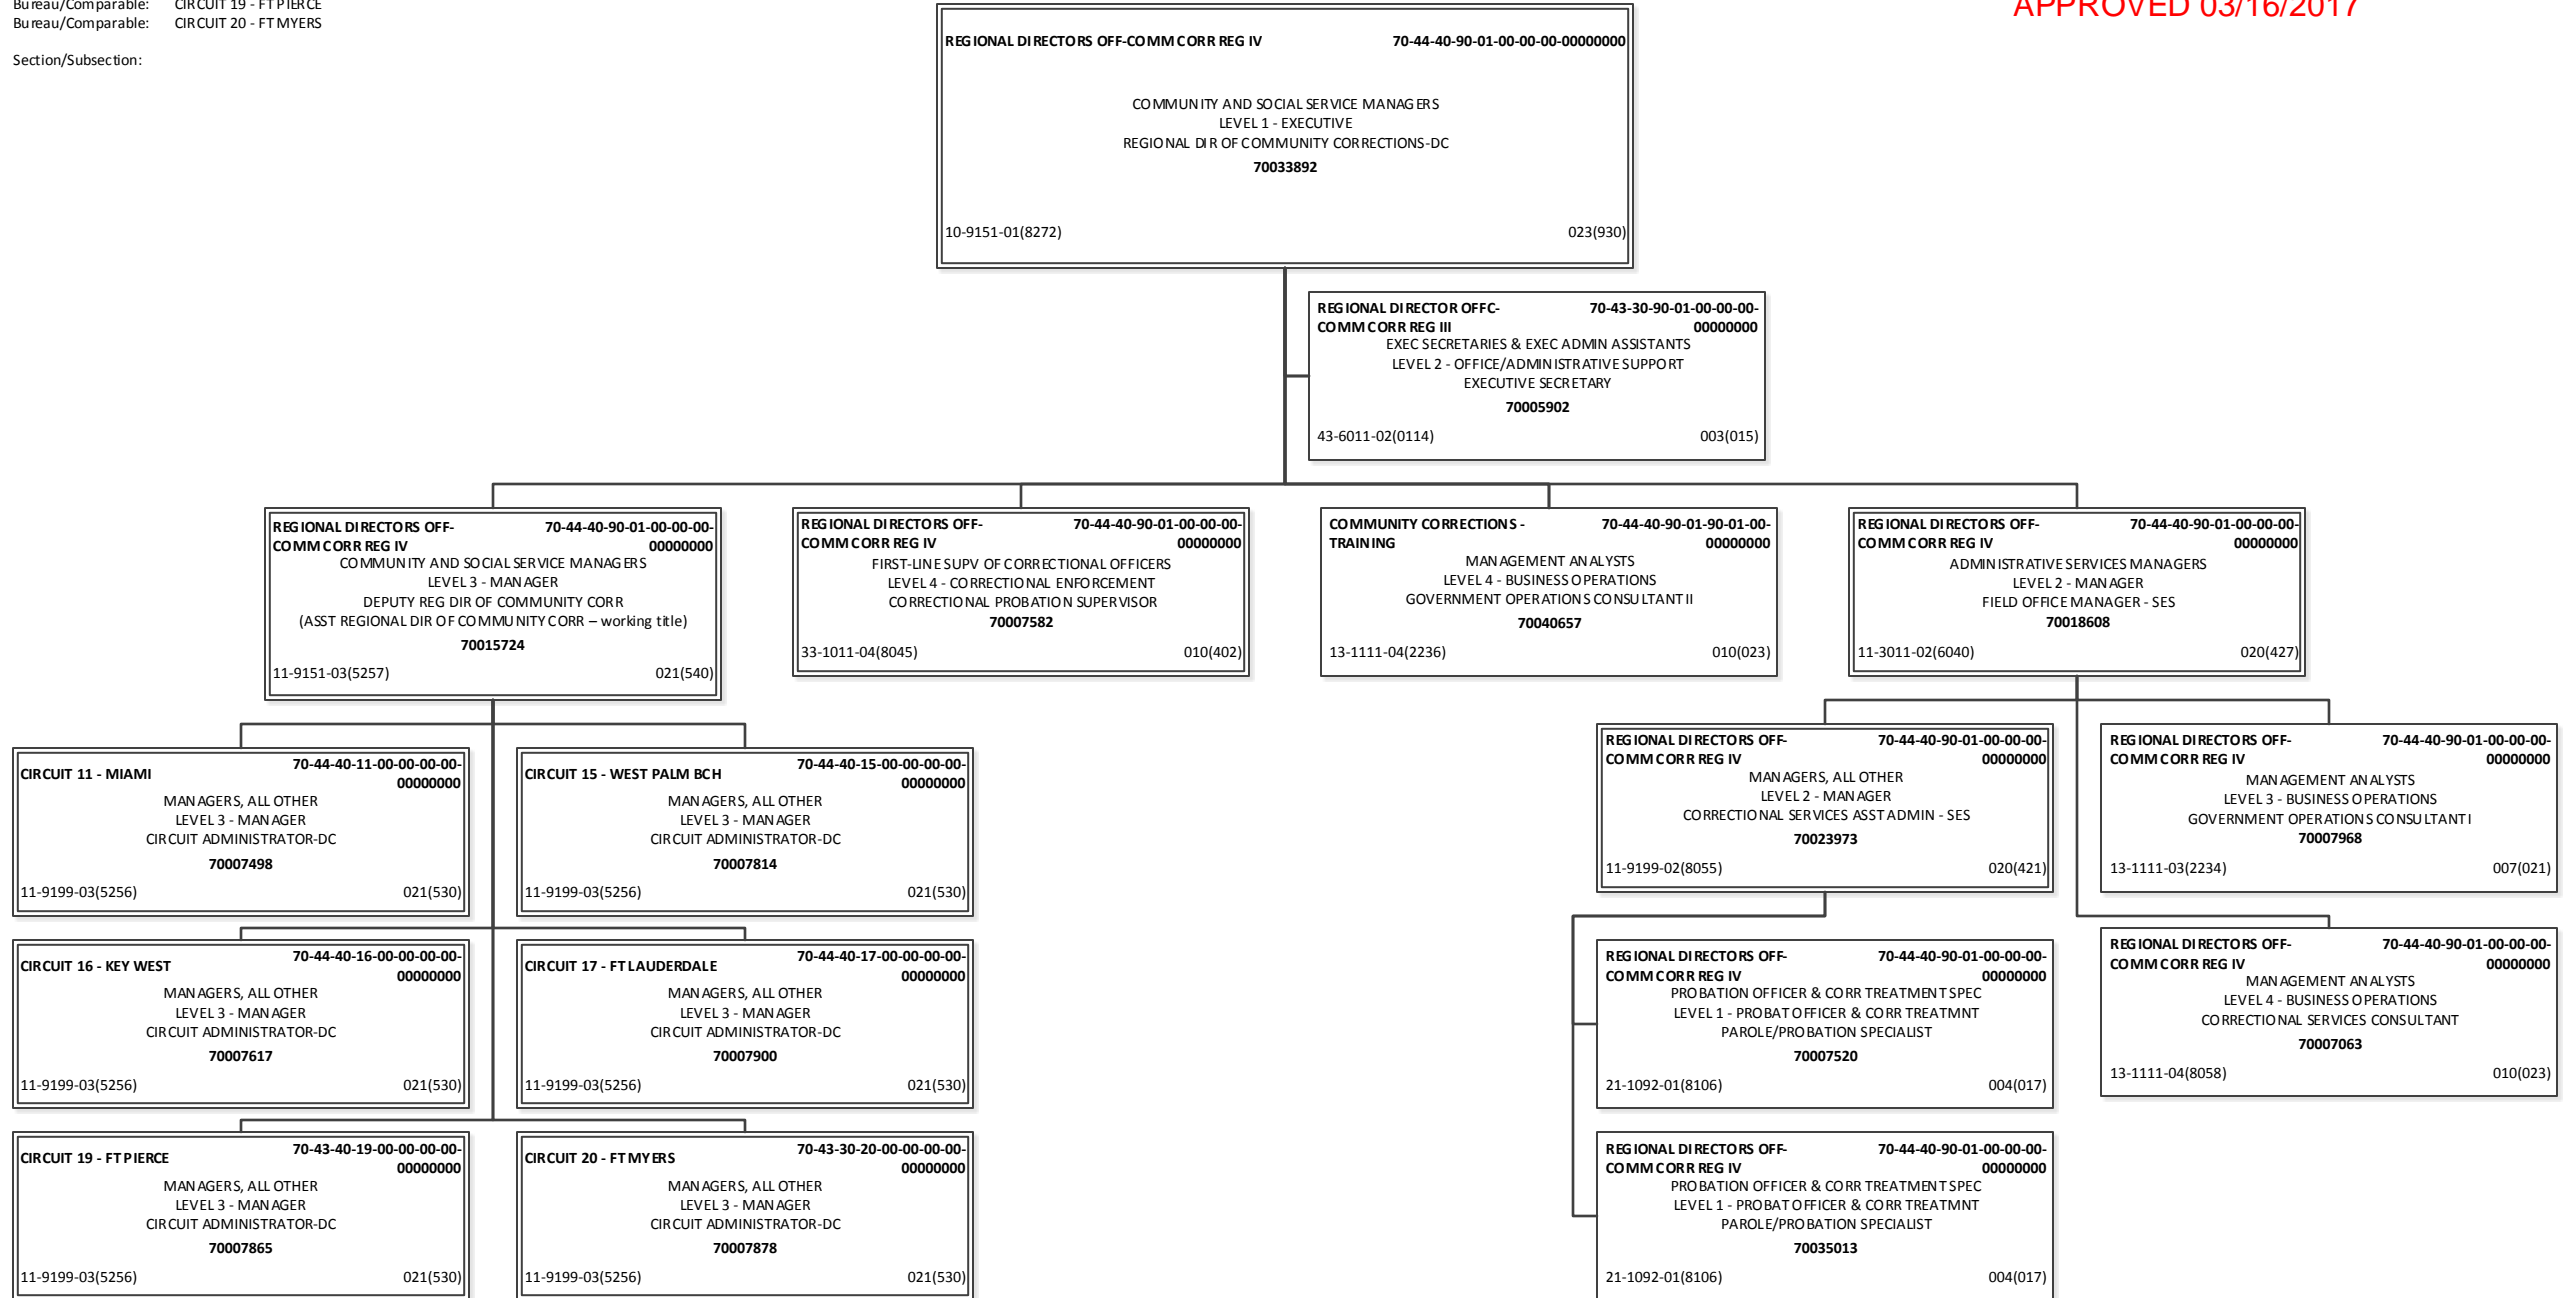 Bureau/Comparable: CIRCUIT 19 - FT PIERCE
Bureau/Comparable: CIRCUIT 20 - FT MYERS
Section/Subsection:
APPROVED 03/16/2017
REGIONAL DIRECTORS OFF-COMM CORR REG IV 70-44-40-90-01-00-00-00-00000000
COMMUNITY AND SOCIAL SERVICE MANAGERS
LEVEL 1 - EXECUTIVE
REGIONAL DIR OF COMMUNITY CORRECTIONS-DC
70033892
10-9151-01(8272) 023(930)
REGIONAL DIRECTOR OFFC- 70-43-30-90-01-00-00-00-
COMM CORR REG III 00000000
EXEC SECRETARIES & EXEC ADMIN ASSISTANTS
LEVEL 2 - OFFICE/ADMINISTRATIVE SUPPORT
EXECUTIVE SECRETARY
70005902
43-6011-02(0114) 003(015)
REGIONAL DIRECTORS OFF- 70-44-40-90-01-00-00-00-
COMM CORR REG IV 00000000
COMMUNITY AND SOCIAL SERVICE MANAGERS
LEVEL 3 - MANAGER
DEPUTY REG DIR OF COMMUNITY CORR
(ASST REGIONAL DIR OF COMMUNITY CORR – working title)
70015724
11-9151-03(5257) 021(540)
REGIONAL DIRECTORS OFF- 70-44-40-90-01-00-00-00-
COMM CORR REG IV 00000000
FIRST-LINE SUPV OF CORRECTIONAL OFFICERS
LEVEL 4 - CORRECTIONAL ENFORCEMENT
CORRECTIONAL PROBATION SUPERVISOR
70007582
33-1011-04(8045) 010(402)
COMMUNITY CORRECTIONS - 70-44-40-90-01-90-01-00-
TRAINING 00000000
MANAGEMENT ANALYSTS
LEVEL 4 - BUSINESS OPERATIONS
GOVERNMENT OPERATIONS CONSULTANT II
70040657
13-1111-04(2236) 010(023)
REGIONAL DIRECTORS OFF- 70-44-40-90-01-00-00-00-
COMM CORR REG IV 00000000
ADMINISTRATIVE SERVICES MANAGERS
LEVEL 2 - MANAGER
FIELD OFFICE MANAGER - SES
70018608
11-3011-02(6040) 020(427)
CIRCUIT 11 - MIAMI 70-44-40-11-00-00-00-00-
00000000
MANAGERS, ALL OTHER
LEVEL 3 - MANAGER
CIRCUIT ADMINISTRATOR-DC
70007498
11-9199-03(5256) 021(530)
CIRCUIT 15 - WEST PALM BCH 70-44-40-15-00-00-00-00-
00000000
MANAGERS, ALL OTHER
LEVEL 3 - MANAGER
CIRCUIT ADMINISTRATOR-DC
70007814
11-9199-03(5256) 021(530)
REGIONAL DIRECTORS OFF- 70-44-40-90-01-00-00-00-
COMM CORR REG IV 00000000
MANAGERS, ALL OTHER
LEVEL 2 - MANAGER
CORRECTIONAL SERVICES ASST ADMIN - SES
70023973
11-9199-02(8055) 020(421)
REGIONAL DIRECTORS OFF- 70-44-40-90-01-00-00-00-
COMM CORR REG IV 00000000
MANAGEMENT ANALYSTS
LEVEL 3 - BUSINESS OPERATIONS
GOVERNMENT OPERATIONS CONSULTANT I
70007968
13-1111-03(2234) 007(021)
CIRCUIT 16 - KEY WEST 70-44-40-16-00-00-00-00-
00000000
MANAGERS, ALL OTHER
LEVEL 3 - MANAGER
CIRCUIT ADMINISTRATOR-DC
70007617
11-9199-03(5256) 021(530)
CIRCUIT 17 - FT LAUDERDALE 70-44-40-17-00-00-00-00-
00000000
MANAGERS, ALL OTHER
LEVEL 3 - MANAGER
CIRCUIT ADMINISTRATOR-DC
70007900
11-9199-03(5256) 021(530)
REGIONAL DIRECTORS OFF- 70-44-40-90-01-00-00-00-
COMM CORR REG IV 00000000
PROBATION OFFICER & CORR TREATMENT SPEC
LEVEL 1 - PROBAT OFFICER & CORR TREATMNT
PAROLE/PROBATION SPECIALIST
70007520
21-1092-01(8106) 004(017)
REGIONAL DIRECTORS OFF- 70-44-40-90-01-00-00-00-
COMM CORR REG IV 00000000
MANAGEMENT ANALYSTS
LEVEL 4 - BUSINESS OPERATIONS
CORRECTIONAL SERVICES CONSULTANT
70007063
13-1111-04(8058) 010(023)
CIRCUIT 19 - FT PIERCE 70-43-40-19-00-00-00-00-
00000000
MANAGERS, ALL OTHER
LEVEL 3 - MANAGER
CIRCUIT ADMINISTRATOR-DC
70007865
11-9199-03(5256) 021(530)
CIRCUIT 20 - FT MYERS 70-43-30-20-00-00-00-00-
00000000
MANAGERS, ALL OTHER
LEVEL 3 - MANAGER
CIRCUIT ADMINISTRATOR-DC
70007878
11-9199-03(5256) 021(530)
REGIONAL DIRECTORS OFF- 70-44-40-90-01-00-00-00-
COMM CORR REG IV 00000000
PROBATION OFFICER & CORR TREATMENT SPEC
LEVEL 1 - PROBAT OFFICER & CORR TREATMNT
PAROLE/PROBATION SPECIALIST
70035013
21-1092-01(8106) 004(017)